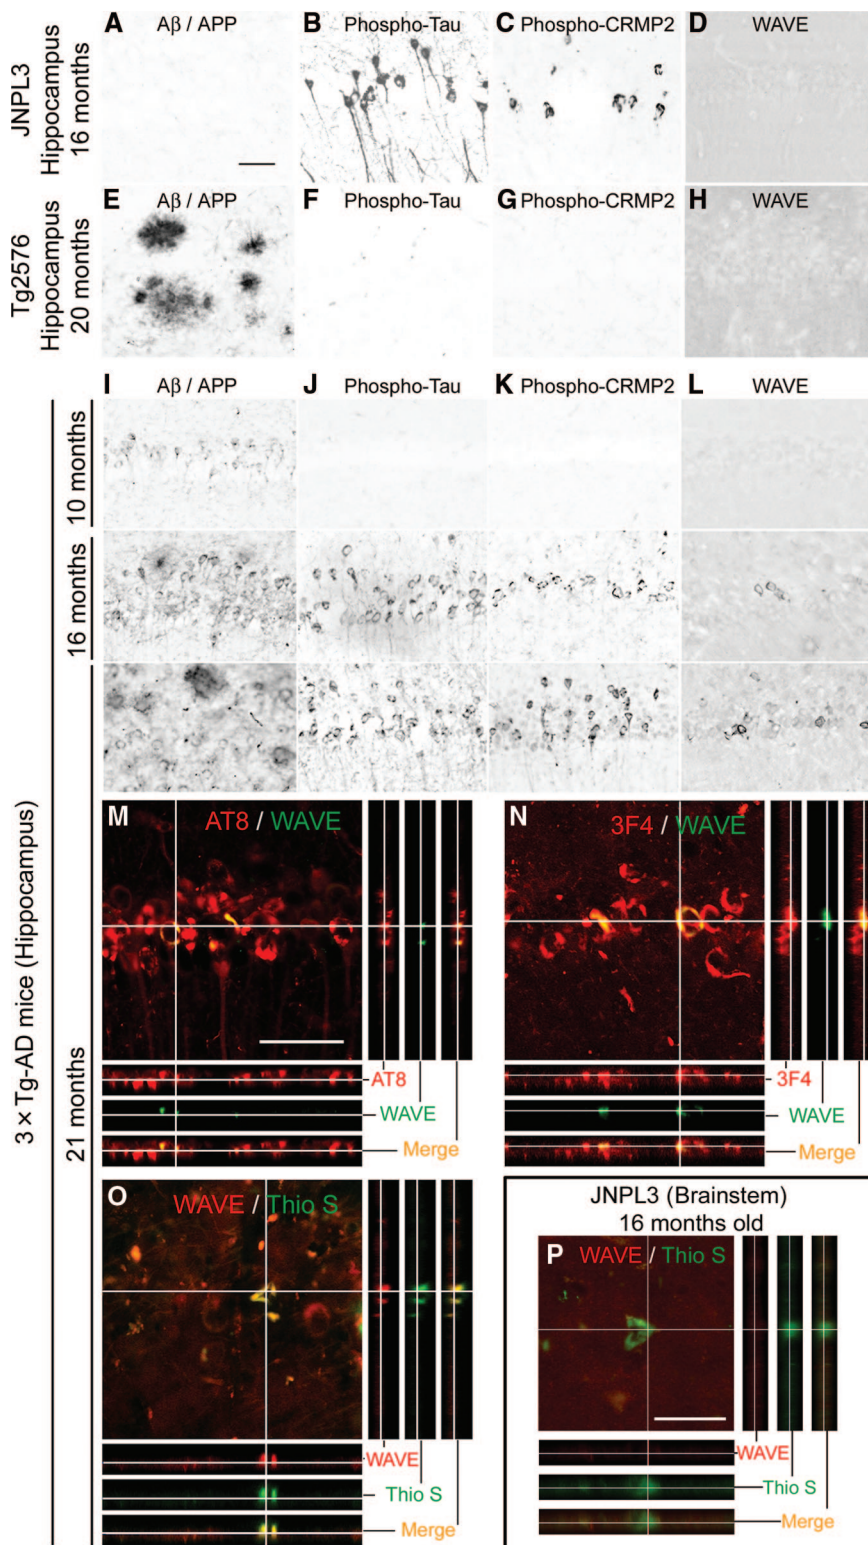 JNPL3
Hippocampus
16 months
A Aβ / APP
B Phospho-Tau
C Phospho-CRMP2
D WAVE
Tg2576
Hippocampus
20 months
E Aβ / APP
F Phospho-Tau
G Phospho-CRMP2
H WAVE
3 × Tg-AD mice (Hippocampus)
I Aβ / APP
J Phospho-Tau
K Phospho-CRMP2
L WAVE
10 months
16 months
21 months
M AT8 / WAVE
AT8
WAVE
Merge
N 3F4 / WAVE
3F4
WAVE
Merge
O WAVE / Thio S
WAVE
Thio S
Merge
JNPL3 (Brainstem)
16 months old
P WAVE / Thio S
WAVE
Thio S
Merge